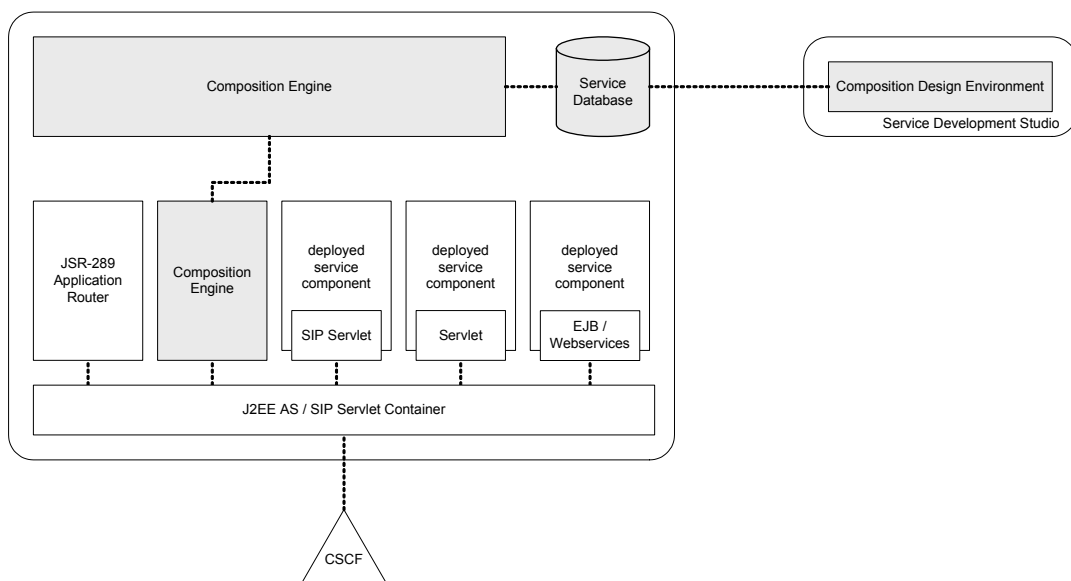 Composition Engine
Service
Database
Composition Design Environment
Service Development Studio
JSR-289
Application
Router
Composition
Engine
deployed
service
component
SIP Servlet
deployed
service
component
Servlet
deployed
service
component
EJB /
Webservices
J2EE AS / SIP Servlet Container
CSCF